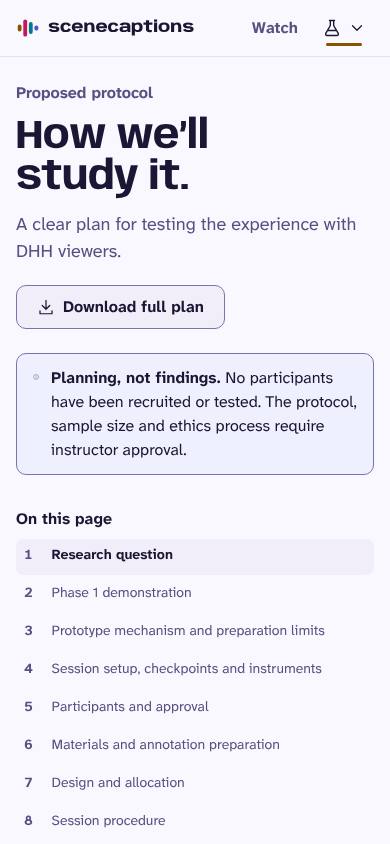 scenecaptions
Watch
Proposed protocol
How we’ll
study it.
A clear plan for testing the experience with
DHH viewers.
Download full plan
Planning, not findings. No participants
have been recruited or tested. The protocol,
sample size and ethics process require
instructor approval.
On this page
1 Research question
2 Phase 1 demonstration
3 Prototype mechanism and preparation limits
4 Session setup, checkpoints and instruments
5 Participants and approval
6 Materials and annotation preparation
7 Design and allocation
8 Session procedure